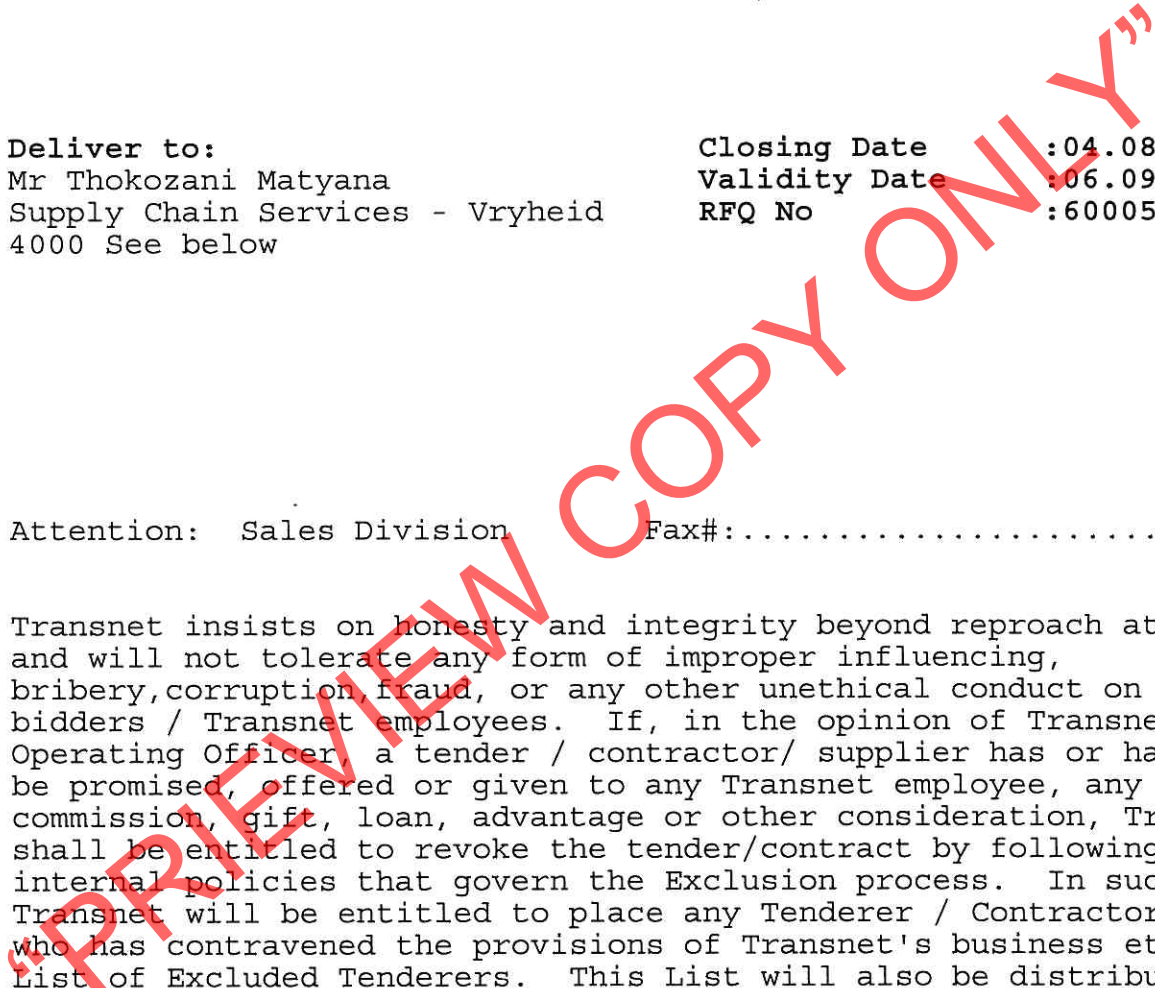 Deliver to:
Mr Thokozani Matyana
Supply Chain Services - Vryheid
4000 See below
Closing Date :04.08
Validity Date :06.09
RFQ No :60005
Attention: Sales Division Fax#:......................
Transnet insists on honesty and integrity beyond reproach at
and will not tolerate any form of improper influencing,
bribery,corruption,fraud, or any other unethical conduct on
bidders / Transnet employees. If, in the opinion of Transne
Operating Officer, a tender / contractor/ supplier has or ha
be promised, offered or given to any Transnet employee, any
commission, gift, loan, advantage or other consideration, Tr
shall be entitled to revoke the tender/contract by following
internal policies that govern the Exclusion process. In suc
Transnet will be entitled to place any Tenderer / Contractor
who has contravened the provisions of Transnet's business et
List of Excluded Tenderers. This List will also be distribu
"PREVIEW COPY ONLY"